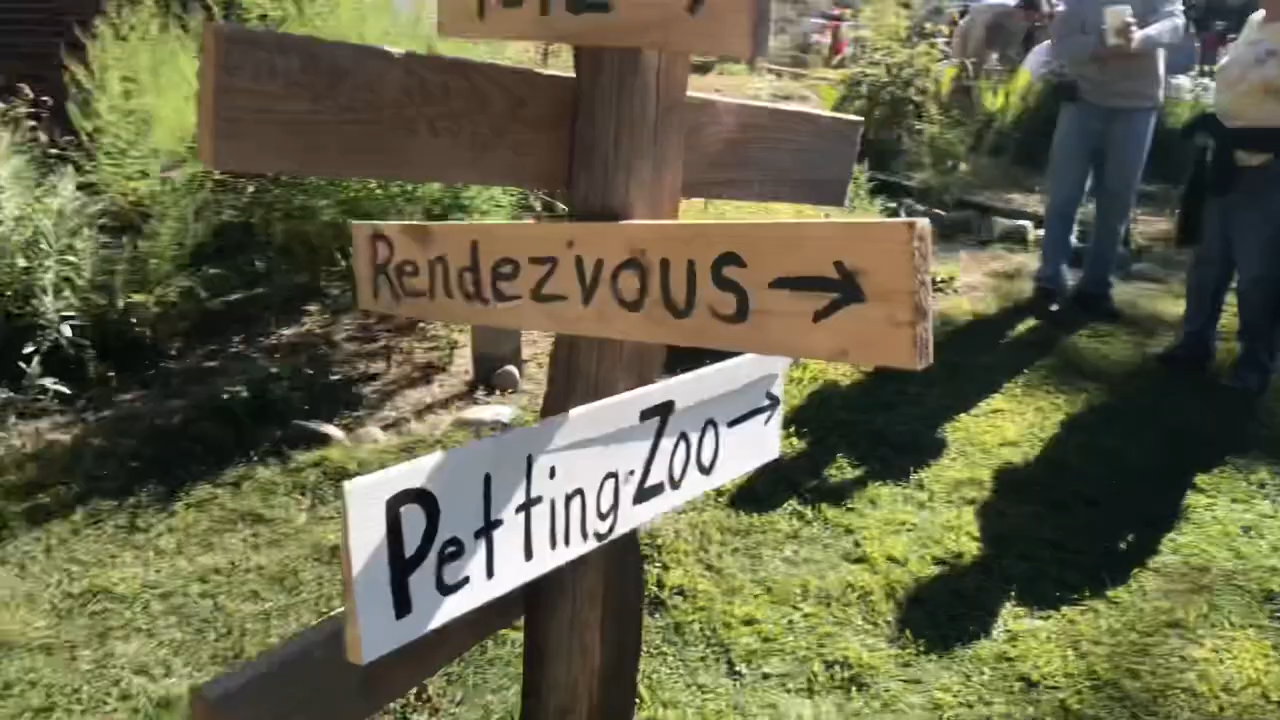 Rendezvous →
Petting Zoo →